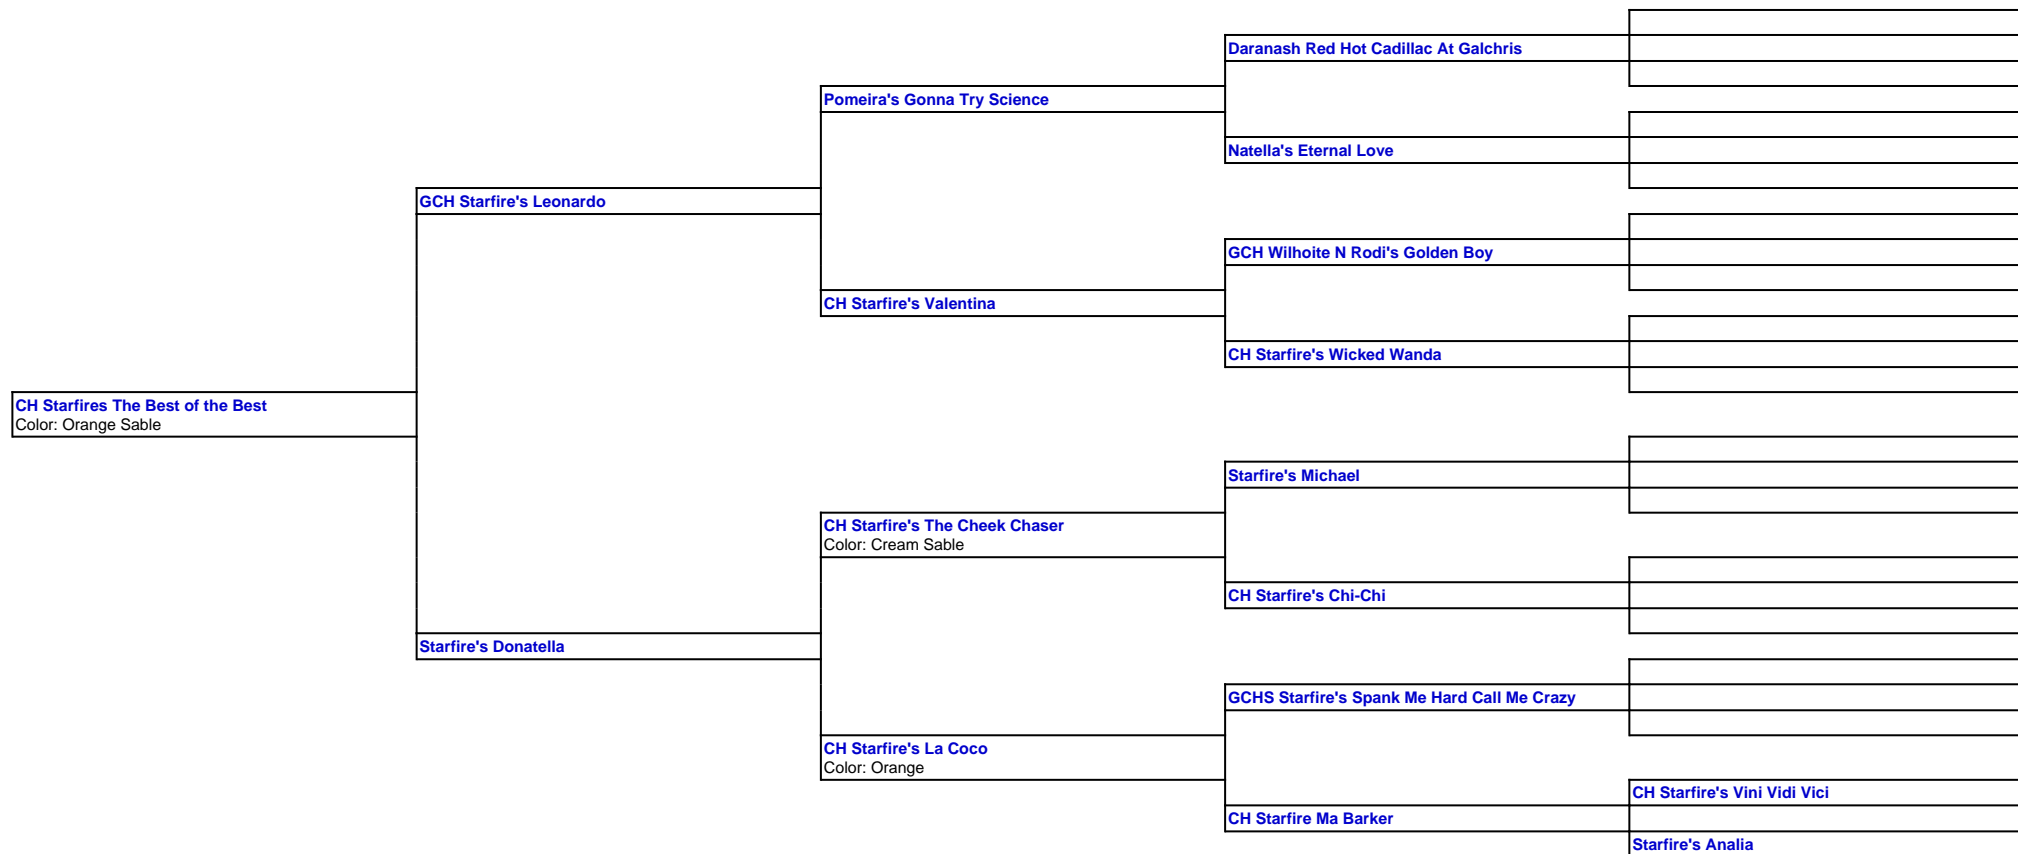 Daranash Red Hot Cadillac At Galchris
Pomeira's Gonna Try Science
Natella's Eternal Love
GCH Starfire's Leonardo
GCH Wilhoite N Rodi's Golden Boy
CH Starfire's Valentina
CH Starfire's Wicked Wanda
CH Starfires The Best of the Best
Color: Orange Sable
Starfire's Michael
CH Starfire's The Cheek Chaser
Color: Cream Sable
CH Starfire's Chi-Chi
Starfire's Donatella
GCHS Starfire's Spank Me Hard Call Me Crazy
CH Starfire's La Coco
Color: Orange
CH Starfire's Vini Vidi Vici
CH Starfire Ma Barker
Starfire's Analia